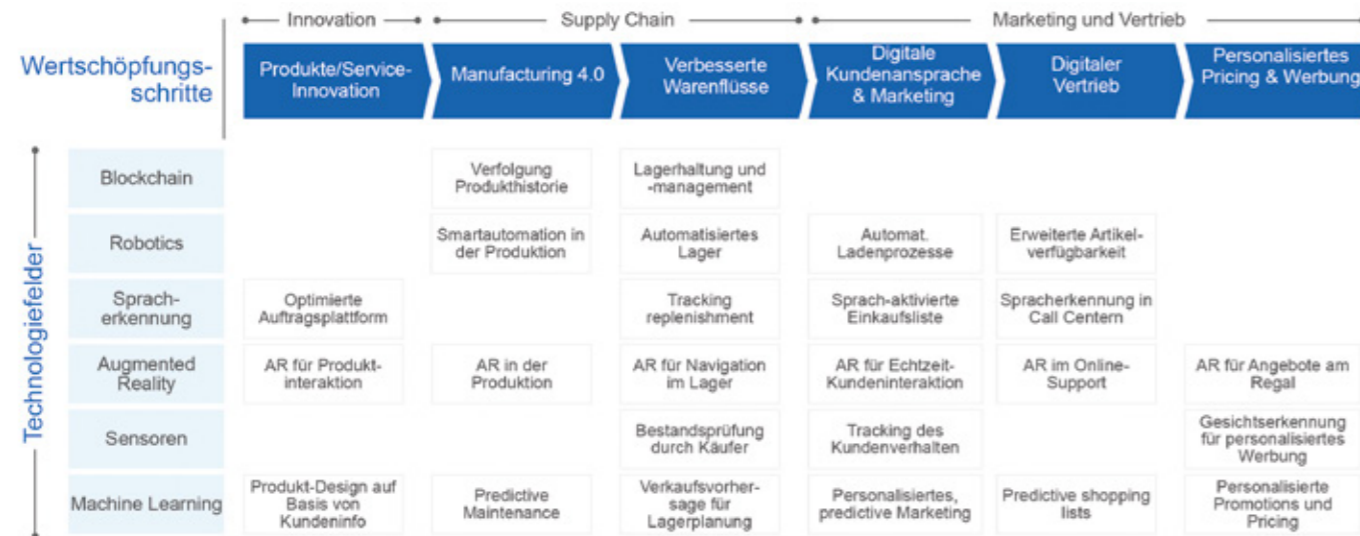 Innovation
Supply Chain
Marketing und Vertrieb
Wertschöpfungs-
schritte
Produkte/Service-
Innovation
Manufacturing 4.0
Verbesserte
Warenflüsse
Digitale
Kundenansprache
& Marketing
Digitaler
Vertrieb
Personalisiertes
Pricing & Werbung
Technologiefelder
Blockchain
Verfolgung
Produkthistorie
Lagerhaltung und
-management
Robotics
Smartautomation in
der Produktion
Automatisiertes
Lager
Automat.
Ladenprozesse
Erweiterte Artikel-
verfügbarkeit
Sprach-
erkennung
Optimierte
Auftragsplattform
Tracking
replenishment
Sprach-aktivierte
Einkaufsliste
Spracherkennung in
Call Centern
Augmented
Reality
AR für Produkt-
interaktion
AR in der
Produktion
AR für Navigation
im Lager
AR für Echtzeit-
Kundeninteraktion
AR im Online-
Support
AR für Angebote am
Regal
Sensoren
Bestandsprüfung
durch Käufer
Tracking des
Kundenverhalten
Gesichtserkennung
für personalisiertes
Werbung
Machine Learning
Produkt-Design auf
Basis von
Kundeninfo
Predictive
Maintenance
Verkaufsvorher-
sage für
Lagerplanung
Personalisiertes,
predictive Marketing
Predictive shopping
lists
Personalisierte
Promotions und
Pricing